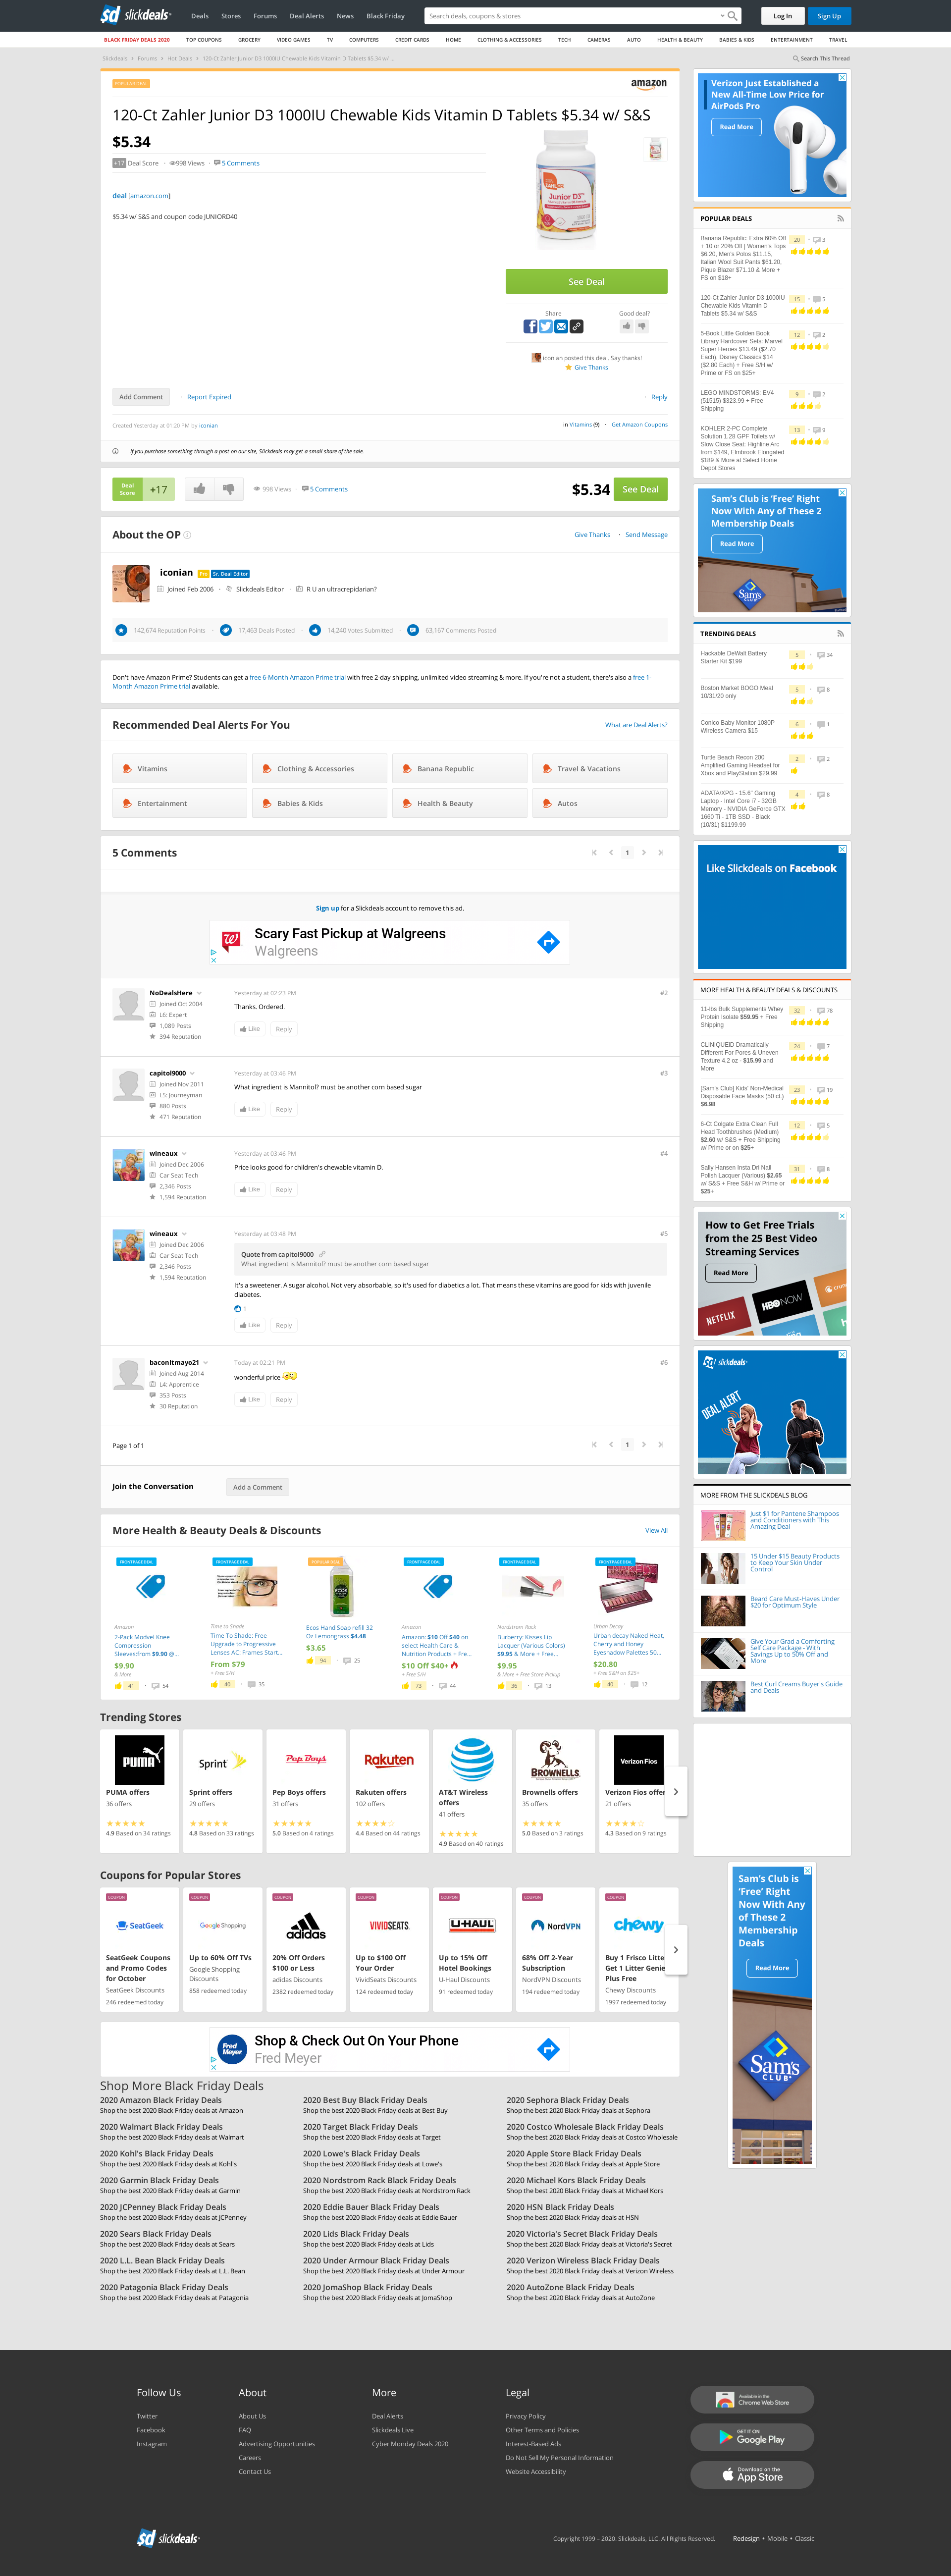 slickdeals
Deals
Stores
Forums
Deal Alerts
News
Black Friday
Search deals, coupons & stores
Log In
Sign Up
BLACK FRIDAY DEALS 2020
TOP COUPONS
GROCERY
VIDEO GAMES
TV
COMPUTERS
CREDIT CARDS
HOME
CLOTHING & ACCESSORIES
TECH
CAMERAS
AUTO
HEALTH & BEAUTY
BABIES & KIDS
ENTERTAINMENT
TRAVEL
Slickdeals
Forums
Hot Deals
120-Ct Zahler Junior D3 1000IU Chewable Kids Vitamin D Tablets $5.34 w/ ...
Search This Thread
POPULAR DEAL
amazon
120-Ct Zahler Junior D3 1000IU Chewable Kids Vitamin D Tablets $5.34 w/ S&S
$5.34
+17 Deal Score
998 Views
5 Comments
deal [amazon.com]
$5.34 w/ S&S and coupon code JUNIORD40
ZAHLER
Junior D3
See Deal
Share
Good deal?
iconian posted this deal. Say thanks!
Give Thanks
Add Comment
Report Expired
Reply
Created Yesterday at 01:20 PM by iconian
in Vitamins (9)
Get Amazon Coupons
If you purchase something through a post on our site, Slickdeals may get a small share of the sale.
Deal Score
+17
998 Views
5 Comments
$5.34
See Deal
About the OP
Give Thanks
Send Message
iconian
Pro
Sr. Deal Editor
Joined Feb 2006
Slickdeals Editor
R U an ultracrepidarian?
142,674 Reputation Points
17,463 Deals Posted
14,240 Votes Submitted
63,167 Comments Posted
Don't have Amazon Prime? Students can get a free 6-Month Amazon Prime trial with free 2-day shipping, unlimited video streaming & more. If you're not a student, there's also a free 1-
Month Amazon Prime trial available.
Recommended Deal Alerts For You
What are Deal Alerts?
Vitamins
Clothing & Accessories
Banana Republic
Travel & Vacations
Entertainment
Babies & Kids
Health & Beauty
Autos
5 Comments
1
Sign up for a Slickdeals account to remove this ad.
Scary Fast Pickup at Walgreens
Walgreens
NoDealsHere
Joined Oct 2004
L6: Expert
1,089 Posts
394 Reputation
Yesterday at 02:23 PM
#2
Thanks, Ordered.
Like
Reply
capitol9000
Joined Nov 2011
L5: Journeyman
880 Posts
471 Reputation
Yesterday at 03:46 PM
#3
What ingredient is Mannitol? must be another corn based sugar
Like
Reply
wineaux
Joined Dec 2006
Car Seat Tech
2,346 Posts
1,594 Reputation
Yesterday at 03:46 PM
#4
Price looks good for children's chewable vitamin D.
Like
Reply
wineaux
Joined Dec 2006
Car Seat Tech
2,346 Posts
1,594 Reputation
Yesterday at 03:48 PM
#5
Quote from capitol9000
What ingredient is Mannitol? must be another corn based sugar
It's a sweetener. A sugar alcohol. Not very absorbable, so it's used for diabetics a lot. That means these vitamins are good for kids with juvenile
diabetes.
1
Like
Reply
baconltmayo21
Joined Aug 2014
L4: Apprentice
353 Posts
30 Reputation
Today at 02:21 PM
#6
wonderful price
Like
Reply
Page 1 of 1
1
Join the Conversation
Add a Comment
More Health & Beauty Deals & Discounts
View All
FRONTPAGE DEAL
Amazon
2-Pack Modvel Knee
Compression
Sleeves:from $9.90 @...
$9.90
& More
41
54
FRONTPAGE DEAL
Time to Shade
Time To Shade: Free
Upgrade to Progressive
Lenses AC: Frames Start...
From $79
+ Free S/H
40
35
POPULAR DEAL
Ecos Hand Soap refill 32
Oz Lemongrass $4.48
$3.65
94
25
FRONTPAGE DEAL
Amazon
Amazon: $10 Off $40 on
select Health Care &
Nutrition Products + Fre...
$10 Off $40+
+ Free S/H
73
44
FRONTPAGE DEAL
Nordstrom Rack
Burberry: Kisses Lip
Lacquer (Various Colors)
$9.95 & More + Free...
$9.95
& More + Free Store Pickup
36
13
FRONTPAGE DEAL
Urban Decay
Urban decay Naked Heat,
Cherry and Honey
Eyeshadow Palettes 50...
$20.80
+ Free S&H on $25+
40
12
Trending Stores
PUMA
PUMA offers
36 offers
4.9 Based on 34 ratings
Sprint
Sprint offers
29 offers
4.8 Based on 33 ratings
Pep Boys
Pep Boys offers
31 offers
5.0 Based on 4 ratings
Rakuten
Rakuten offers
102 offers
4.4 Based on 44 ratings
AT&T Wireless
offers
41 offers
4.9 Based on 40 ratings
BROWNELLS
Brownells offers
35 offers
5.0 Based on 3 ratings
Verizon Fios
Verizon Fios offer
21 offers
4.3 Based on 9 ratings
Coupons for Popular Stores
COUPON
SeatGeek
SeatGeek Coupons
and Promo Codes
for October
SeatGeek Discounts
246 redeemed today
COUPON
Google Shopping
Up to 60% Off TVs
Google Shopping
Discounts
858 redeemed today
COUPON
adidas
20% Off Orders
$100 or Less
adidas Discounts
2382 redeemed today
COUPON
VIVIDSEATS
Up to $100 Off
Your Order
VividSeats Discounts
124 redeemed today
COUPON
U-HAUL
Up to 15% Off
Hotel Bookings
U-Haul Discounts
91 redeemed today
COUPON
NordVPN
68% Off 2-Year
Subscription
NordVPN Discounts
194 redeemed today
COUPON
chewy
Buy 1 Frisco Litter
Get 1 Litter Genie
Plus Free
Chewy Discounts
1997 redeemed today
Fred Meyer
Shop & Check Out On Your Phone
Fred Meyer
Shop More Black Friday Deals
2020 Amazon Black Friday Deals
Shop the best 2020 Black Friday deals at Amazon
2020 Best Buy Black Friday Deals
Shop the best 2020 Black Friday deals at Best Buy
2020 Sephora Black Friday Deals
Shop the best 2020 Black Friday deals at Sephora
2020 Walmart Black Friday Deals
Shop the best 2020 Black Friday deals at Walmart
2020 Target Black Friday Deals
Shop the best 2020 Black Friday deals at Target
2020 Costco Wholesale Black Friday Deals
Shop the best 2020 Black Friday deals at Costco Wholesale
2020 Kohl's Black Friday Deals
Shop the best 2020 Black Friday deals at Kohl's
2020 Lowe's Black Friday Deals
Shop the best 2020 Black Friday deals at Lowe's
2020 Apple Store Black Friday Deals
Shop the best 2020 Black Friday deals at Apple Store
2020 Garmin Black Friday Deals
Shop the best 2020 Black Friday deals at Garmin
2020 Nordstrom Rack Black Friday Deals
Shop the best 2020 Black Friday deals at Nordstrom Rack
2020 Michael Kors Black Friday Deals
Shop the best 2020 Black Friday deals at Michael Kors
2020 JCPenney Black Friday Deals
Shop the best 2020 Black Friday deals at JCPenney
2020 Eddie Bauer Black Friday Deals
Shop the best 2020 Black Friday deals at Eddie Bauer
2020 HSN Black Friday Deals
Shop the best 2020 Black Friday deals at HSN
2020 Sears Black Friday Deals
Shop the best 2020 Black Friday deals at Sears
2020 Lids Black Friday Deals
Shop the best 2020 Black Friday deals at Lids
2020 Victoria's Secret Black Friday Deals
Shop the best 2020 Black Friday deals at Victoria's Secret
2020 L.L. Bean Black Friday Deals
Shop the best 2020 Black Friday deals at L.L. Bean
2020 Under Armour Black Friday Deals
Shop the best 2020 Black Friday deals at Under Armour
2020 Verizon Wireless Black Friday Deals
Shop the best 2020 Black Friday deals at Verizon Wireless
2020 Patagonia Black Friday Deals
Shop the best 2020 Black Friday deals at Patagonia
2020 JomaShop Black Friday Deals
Shop the best 2020 Black Friday deals at JomaShop
2020 AutoZone Black Friday Deals
Shop the best 2020 Black Friday deals at AutoZone
Verizon Just Established a
New All-Time Low Price for
AirPods Pro
Read More
POPULAR DEALS
Banana Republic: Extra 60% Off
+ 10 or 20% Off | Women's Tops
$6.20, Men's Polos $11.15,
Italian Wool Suit Pants $61.20,
Pique Blazer $71.10 & More +
FS on $18+
20
3
120-Ct Zahler Junior D3 1000IU
Chewable Kids Vitamin D
Tablets $5.34 w/ S&S
15
5
5-Book Little Golden Book
Library Hardcover Sets: Marvel
Super Heroes $13.49 ($2.70
Each), Disney Classics $14
($2.80 Each) + Free S/H w/
Prime or FS on $25+
12
2
LEGO MINDSTORMS: EV4
(51515) $323.99 + Free
Shipping
9
2
KOHLER 2-PC Complete
Solution 1.28 GPF Toilets w/
Slow Close Seat: Highline Arc
from $149, Elmbrook Elongated
$189 & More at Select Home
Depot Stores
13
9
Sam's Club is 'Free' Right
Now With Any of These 2
Membership Deals
Read More
Sam's CLUB
TRENDING DEALS
Hackable DeWalt Battery
Starter Kit $199
5
34
Boston Market BOGO Meal
10/31/20 only
5
8
Conico Baby Monitor 1080P
Wireless Camera $15
6
1
Turtle Beach Recon 200
Amplified Gaming Headset for
Xbox and PlayStation $29.99
2
2
ADATA/XPG - 15.6" Gaming
Laptop - Intel Core i7 - 32GB
Memory - NVIDIA GeForce GTX
1660 Ti - 1TB SSD - Black
(10/31) $1199.99
4
8
Like Slickdeals on Facebook
MORE HEALTH & BEAUTY DEALS & DISCOUNTS
11-lbs Bulk Supplements Whey
Protein Isolate $59.95 + Free
Shipping
32
78
CLINIQUEID Dramatically
Different For Pores & Uneven
Texture 4.2 oz - $15.99 and
More
24
7
[Sam's Club] Kids' Non-Medical
Disposable Face Masks (50 ct.)
$6.98
23
19
6-Ct Colgate Extra Clean Full
Head Toothbrushes (Medium)
$2.60 w/ S&S + Free Shipping
w/ Prime or on $25+
12
5
Sally Hansen Insta Dri Nail
Polish Lacquer (Various) $2.65
w/ S&S + Free S&H w/ Prime or
$25+
31
8
How to Get Free Trials
from the 25 Best Video
Streaming Services
Read More
NETFLIX
HBO NOW
slickdeals
DEAL ALERT
MORE FROM THE SLICKDEALS BLOG
Just $1 for Pantene Shampoos
and Conditioners with This
Amazing Deal
15 Under $15 Beauty Products
to Keep Your Skin Under
Control
Beard Care Must-Haves Under
$20 for Optimum Style
Give Your Grad a Comforting
Self Care Package - With
Savings Up to 50% Off and
More
Best Curl Creams Buyer's Guide
and Deals
Sam's Club is
'Free' Right
Now With Any
of These 2
Membership
Deals
Read More
Sam's CLUB
Follow Us
Twitter
Facebook
Instagram
About
About Us
FAQ
Advertising Opportunities
Careers
Contact Us
More
Deal Alerts
Slickdeals Live
Cyber Monday Deals 2020
Legal
Privacy Policy
Other Terms and Policies
Interest-Based Ads
Do Not Sell My Personal Information
Website Accessibility
Available in the
Chrome Web Store
GET IT ON
Google Play
Download on the
App Store
slickdeals
Copyright 1999 – 2020. Slickdeals, LLC. All Rights Reserved.
Redesign • Mobile • Classic